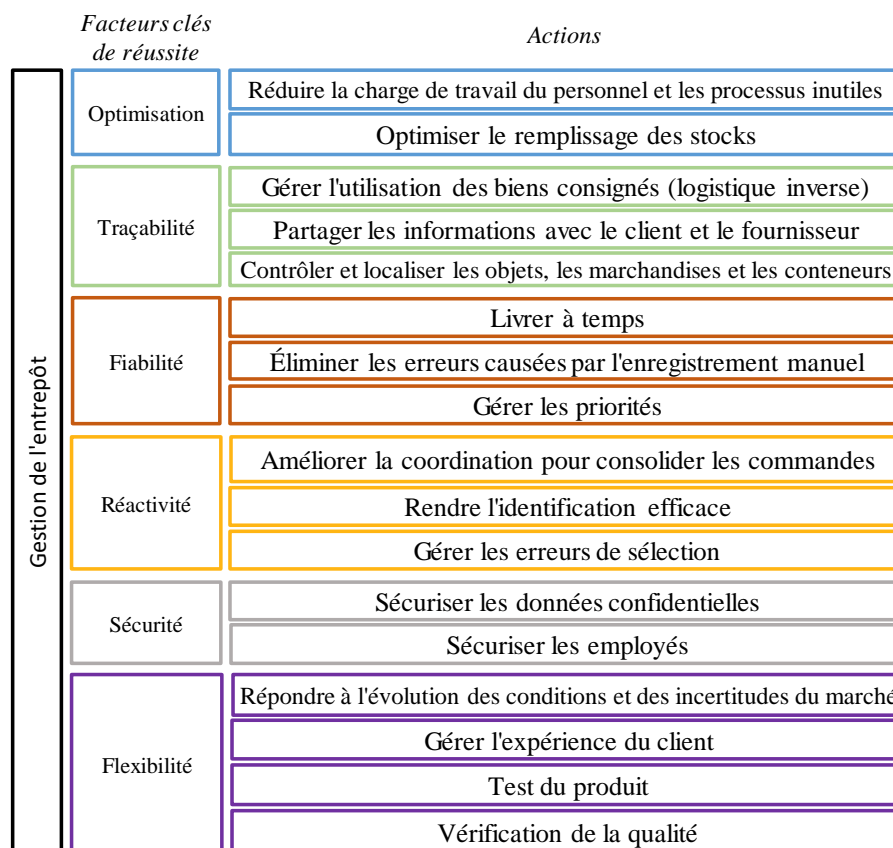 Facteurs clés
de réussite
Actions
Gestion de l'entrepôt
Optimisation
Réduire la charge de travail du personnel et les processus inutiles
Optimiser le remplissage des stocks
Traçabilité
Gérer l'utilisation des biens consignés (logistique inverse)
Partager les informations avec le client et le fournisseur
Contrôler et localiser les objets, les marchandises et les conteneurs
Fiabilité
Livrer à temps
Éliminer les erreurs causées par l'enregistrement manuel
Gérer les priorités
Réactivité
Améliorer la coordination pour consolider les commandes
Rendre l'identification efficace
Gérer les erreurs de sélection
Sécurité
Sécuriser les données confidentielles
Sécuriser les employés
Flexibilité
Répondre à l'évolution des conditions et des incertitudes du marché
Gérer l'expérience du client
Test du produit
Vérification de la qualité